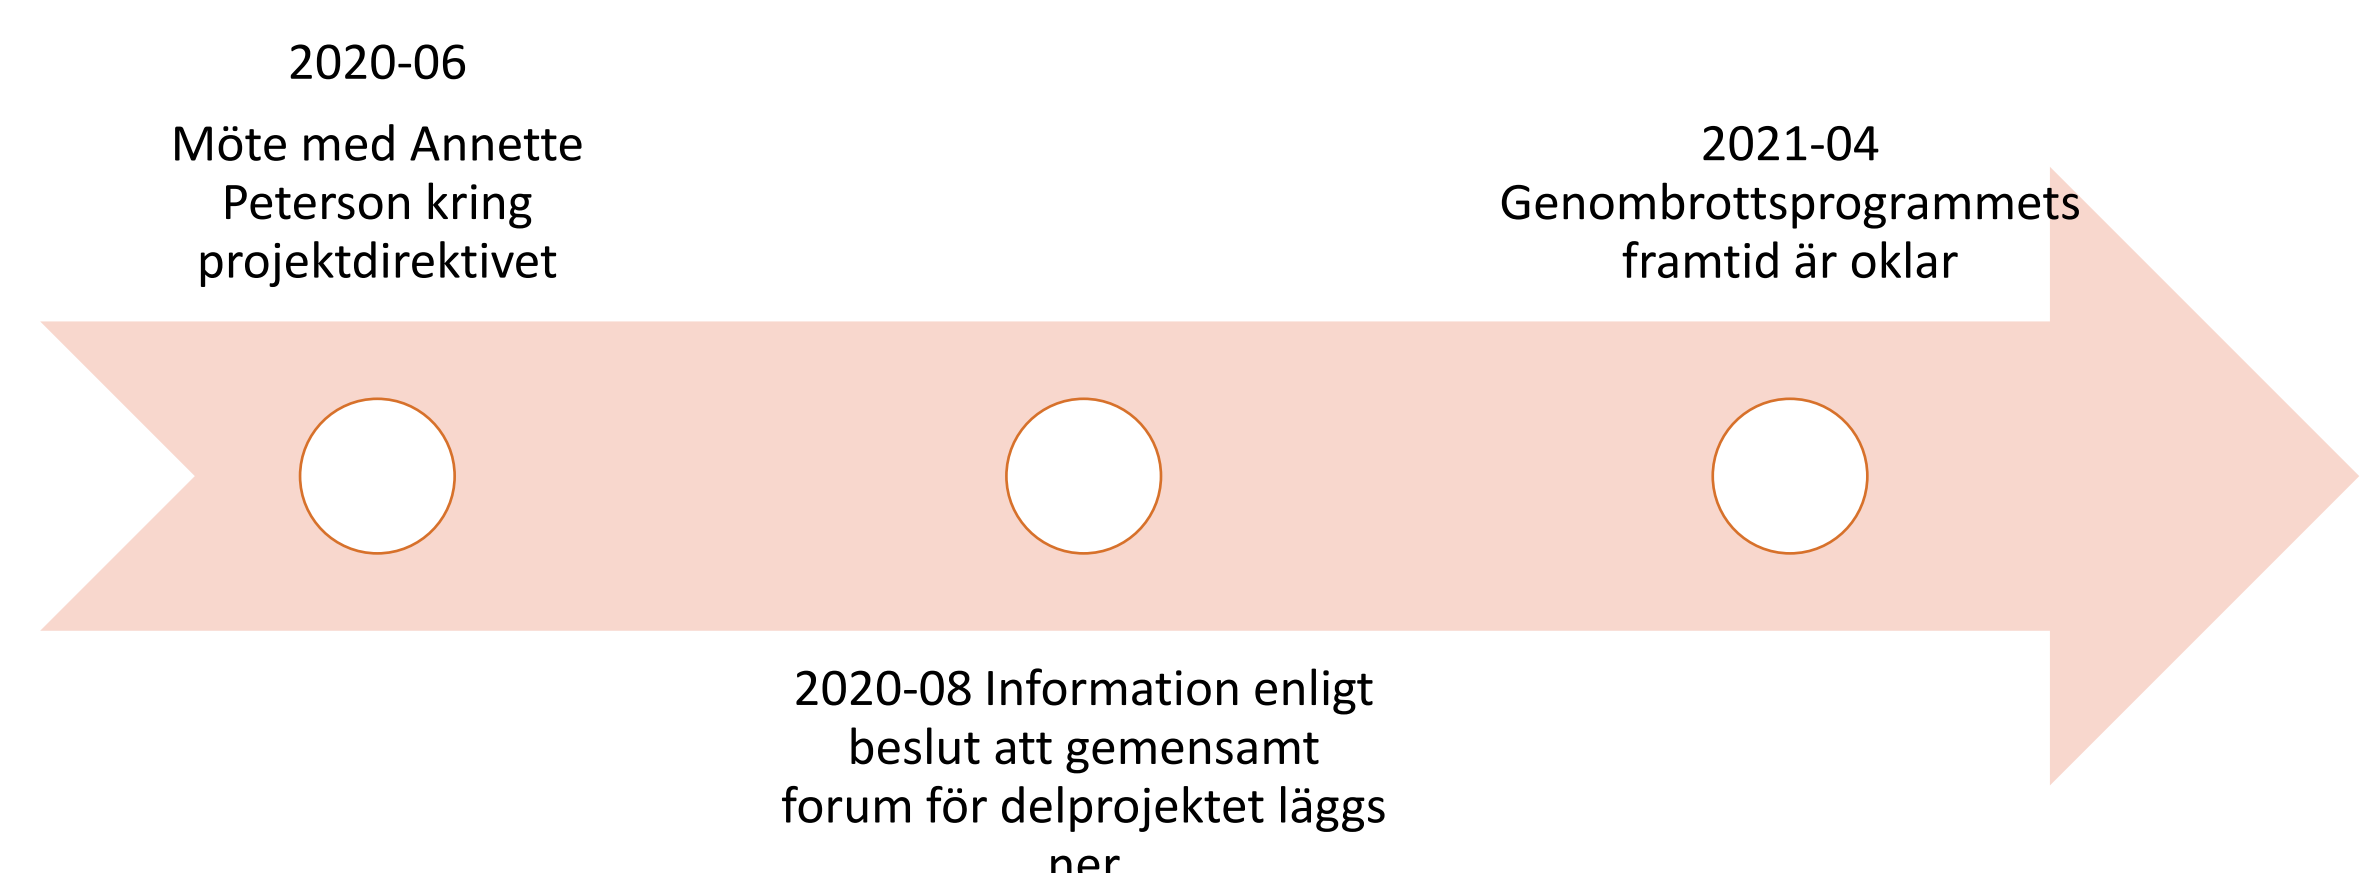 2020-06
Möte med Annette
Peterson kring
projektdirektivet
2020-08 Information enligt
beslut att gemensamt
forum för delprojektet läggs
ner
2021-04
Genombrottsprogrammets
framtid är oklar